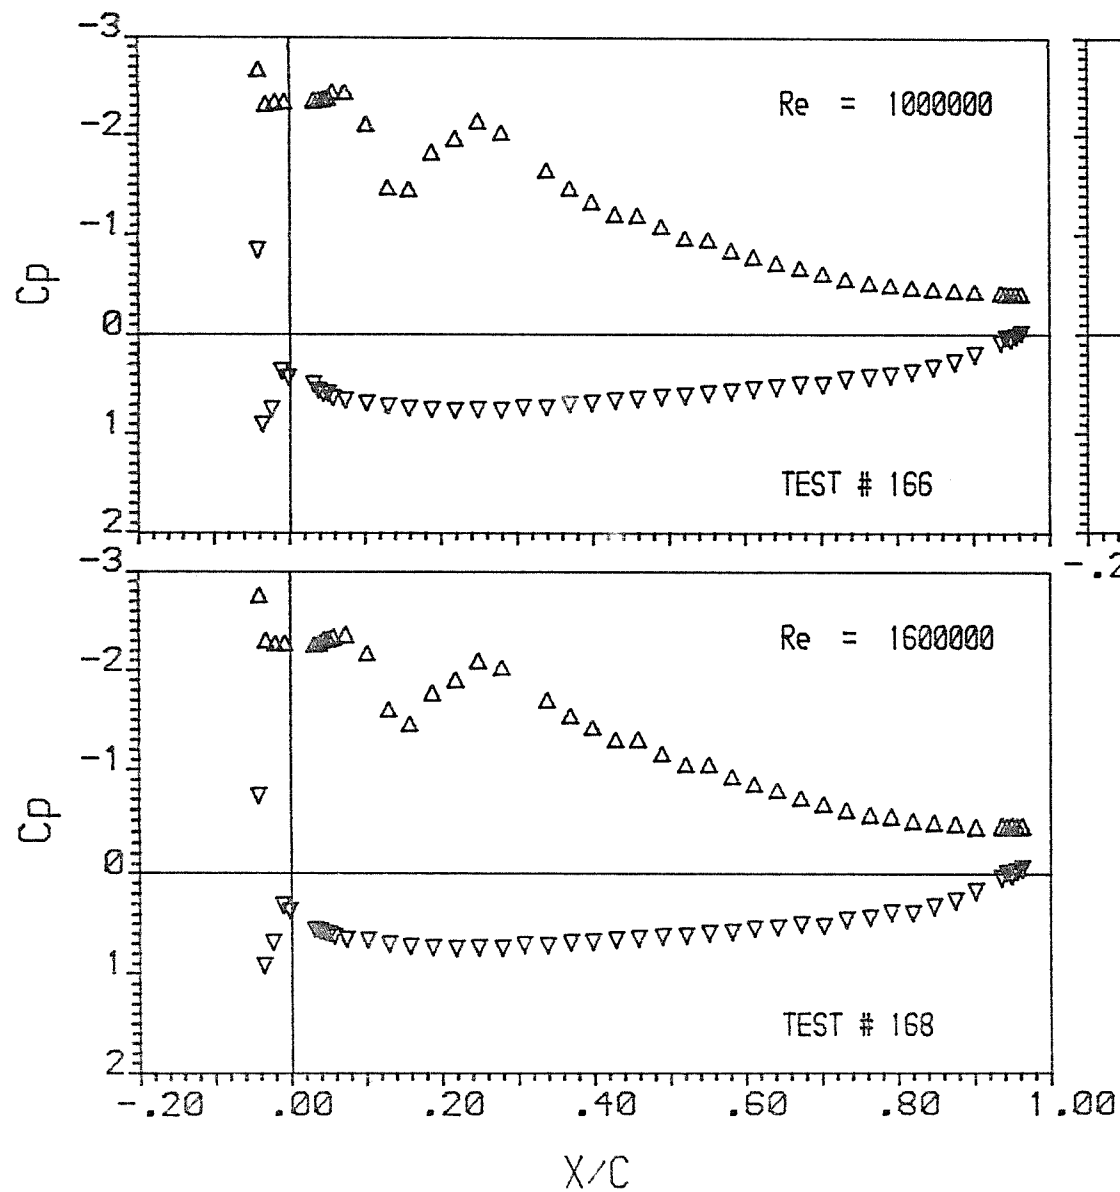 -3
Re = 1000000
-2
-1
Cp
0
1
TEST # 166
2
-3
-.2
Re = 1600000
-2
-1
Cp
0
1
TEST # 168
2
-.20 .00 .20 .40 .60 .80 1.00
X/C